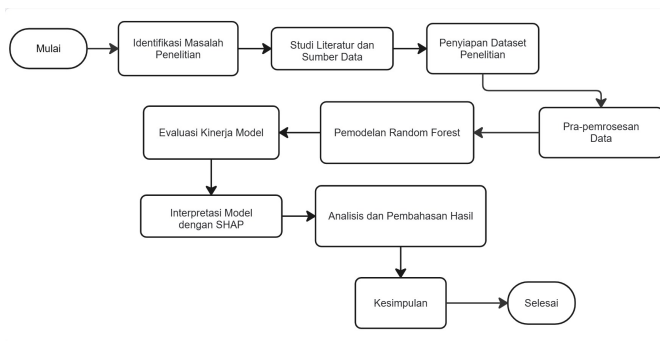 Mulai
Identifikasi Masalah
Penelitian
Studi Literatur dan
Sumber Data
Penyiapan Dataset
Penelitian
Pra-pemrosesan
Data
Pemodelan Random Forest
Evaluasi Kinerja Model
Interpretasi Model
dengan SHAP
Analisis dan Pembahasan Hasil
Kesimpulan
Selesai